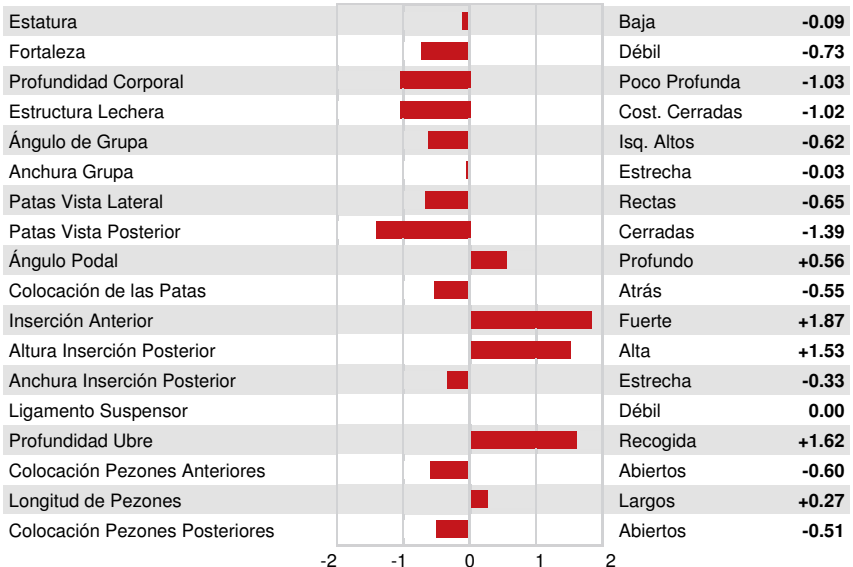 Estatura Baja -0.09
Fortaleza Débil -0.73
Profundidad Corporal Poco Profunda -1.03
Estructura Lechera Cost. Cerradas -1.02
Ángulo de Grupa Isq. Altos -0.62
Anchura Grupa Estrecha -0.03
Patas Vista Lateral Rectas -0.65
Patas Vista Posterior Cerradas -1.39
Ángulo Podal Profundo +0.56
Colocación de las Patas Atrás -0.55
Inserción Anterior Fuerte +1.87
Altura Inserción Posterior Alta +1.53
Anchura Inserción Posterior Estrecha -0.33
Ligamento Suspensor Débil 0.00
Profundidad Ubre Recogida +1.62
Colocación Pezones Anteriores Abiertos -0.60
Longitud de Pezones Largos +0.27
Colocación Pezones Posteriores Abiertos -0.51
-2 -1 0 1 2